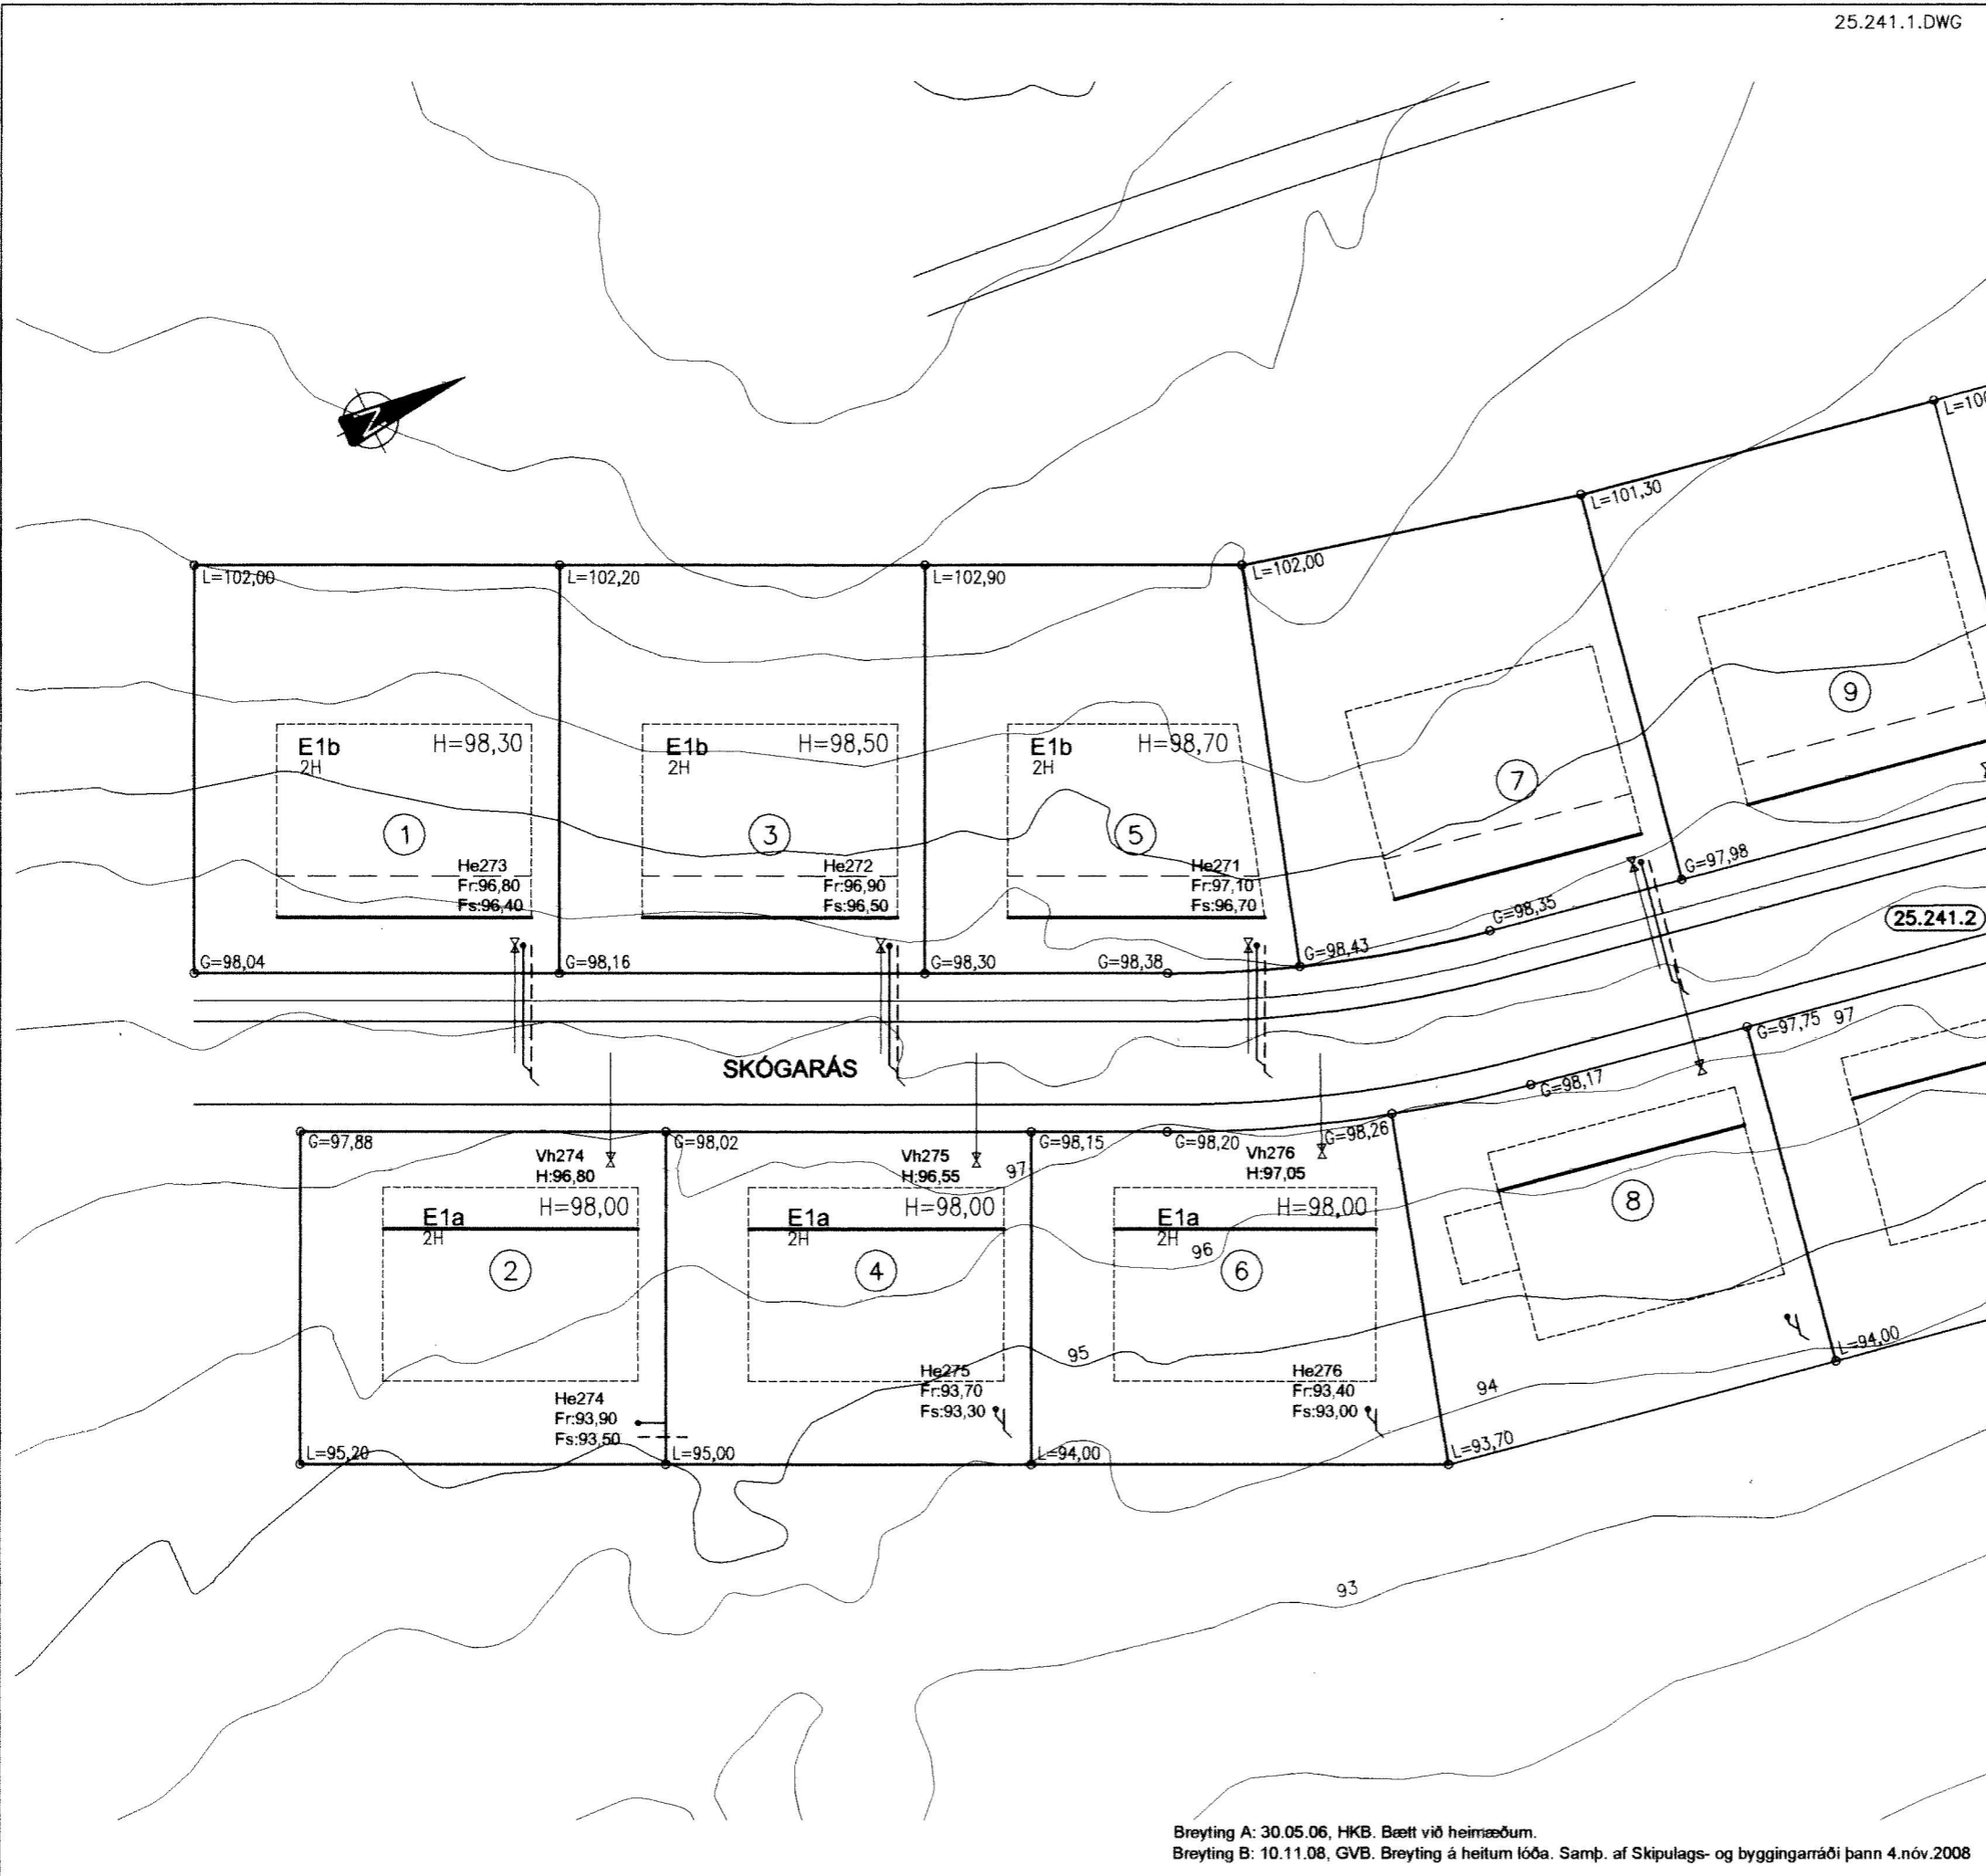 25.241.1.DWG
L=100
L=101,30
L=102,00
L=102,20
L=102,90
L=102,00
9
E1b
2H
H=98,30
E1b
2H
H=98,50
E1b
2H
H=98,70
7
1
3
5
He273
Fr:96,80
Fs:96,40
He272
Fr:96,90
Fs:96,50
He271
Fr:97,10
Fs:96,70
G=97,98
G=98,35
25.241.2
G=98,04
G=98,16
G=98,30
G=98,38
G=98,43
SKÓGARÁS
G=97,75
97
G=98,17
G=97,88
G=98,02
G=98,15
G=98,20
G=98,26
Vh274
H:96,80
Vh275
H:96,55
97
Vh276
H:97,05
E1a
2H
H=98,00
E1a
2H
H=98,00
E1a
2H
H=98,00
8
96
2
4
6
95
94
L=94,00
He274
Fr:93,90
Fs:93,50
He275
Fr:93,70
Fs:93,30
He276
Fr:93,40
Fs:93,00
L=95,20
L=95,00
L=94,00
L=93,70
93
Breyting A: 30.05.06, HKB. Bætt við heimæðum.
Breyting B: 10.11.08, GVB. Breyting á heitum lóða. Samþ. af Skipulags- og byggingarráði þann 4.nóv.2008